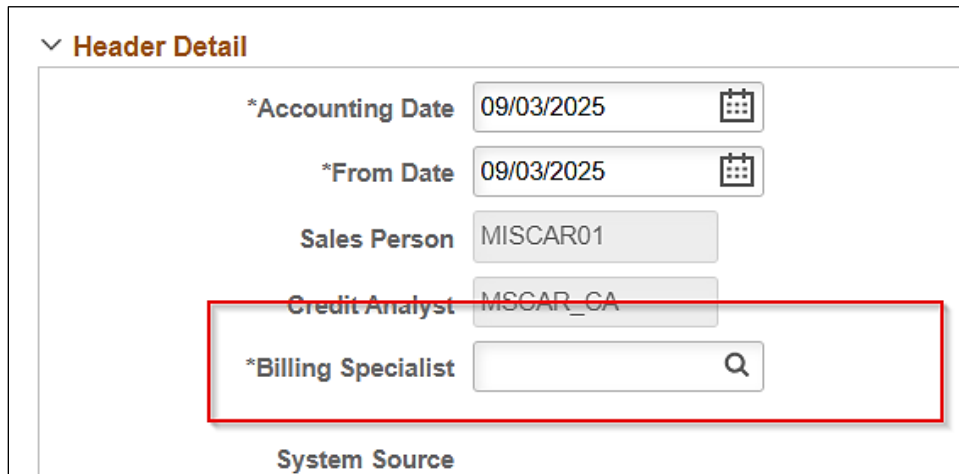 Header Detail
*Accounting Date 09/03/2025
*From Date 09/03/2025
Sales Person MISCAR01
Credit Analyst MSCAR_CA
*Billing Specialist
System Source